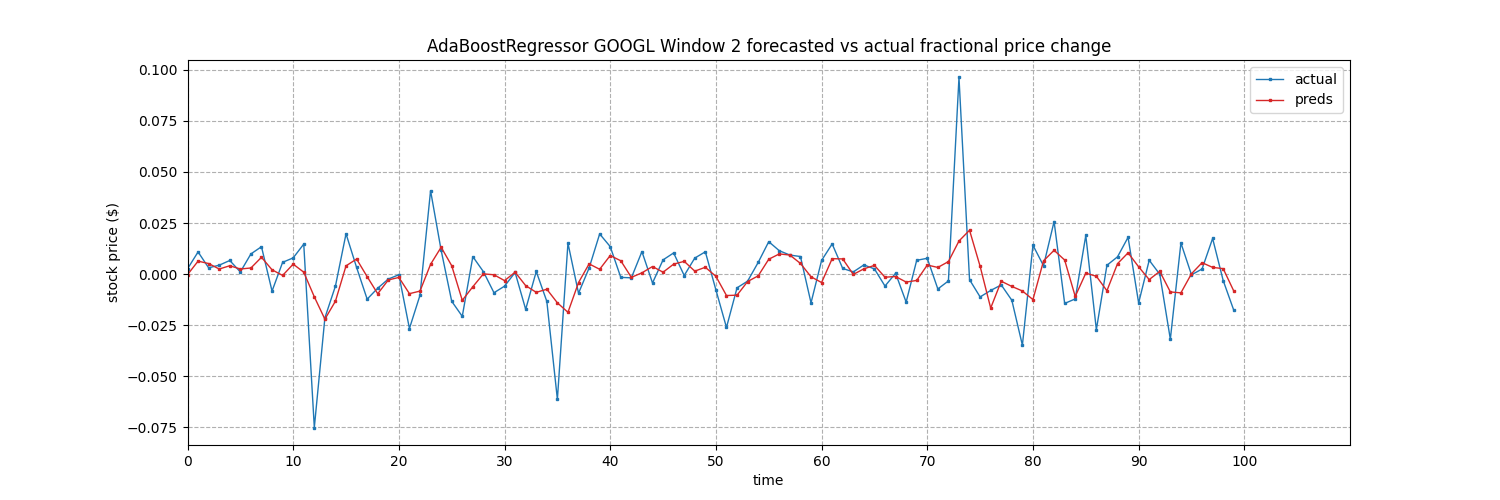 AdaBoostRegressor GOOGL Window 2 forecasted vs actual fractional price change
actual
preds
stock price ($)
0.100
0.075
0.050
0.025
0.000
−0.025
−0.050
−0.075
0 10 20 30 40 50 60 70 80 90 100
time